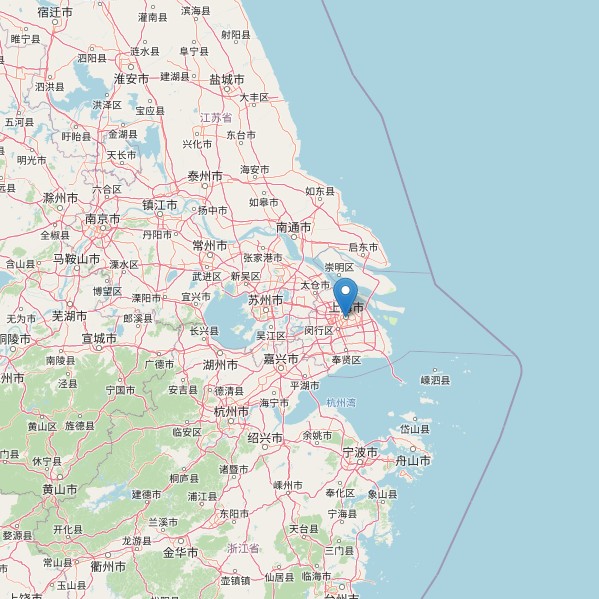 宿迁市
灌南县
滨海县
睢宁县
射阳县
涟水县
阜宁县
泗阳县
淮安市
建湖县
盐城市
泗洪县
洪泽区
大丰区
宝应县
五河县
江苏省
盱眙县
金湖县
东台市
兴化市
明光市
天长市
海安市
泰州市
如东县
六合区
滁州市
如皋市
镇江市
扬中市
南京市
南通市
全椒县
丹阳市
启东市
常州市
张家港市
马鞍山市
含山县
溧水区
崇明区
武进区
新吴区
太仓市
博望区
溧阳市
宜兴市
苏州市
无为市
芜湖市
郎溪县
长兴县
吴江区
闵行区
铜陵市
宣城市
嘉兴市
奉贤区
南陵县
广德市
湖州市
泾县
宁国市
安吉县
德清县
平湖市
嵊泗县
海宁市
杭州湾
杭州市
黄山区
旌德县
临安区
岱山县
绍兴市
余姚市
宁波市
舟山市
休宁县
诸暨市
桐庐县
黄山市
嵊州市
奉化区
象山县
建德市
浦江县
东阳市
宁海县
兰溪市
婺源县
开化县
天台县
龙游县
金华市
浙江省
三门县
常山县
衢州市
壶镇镇
仙居县
临海市
玉山县